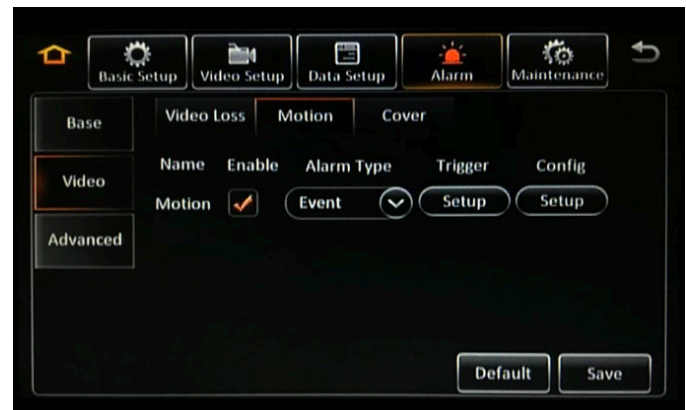 Basic Setup Video Setup Data Setup Alarm Maintenance
Base
Video
Advanced
Video Loss Motion Cover
Name Enable Alarm Type Trigger Config
Motion Event Setup Setup
Default Save